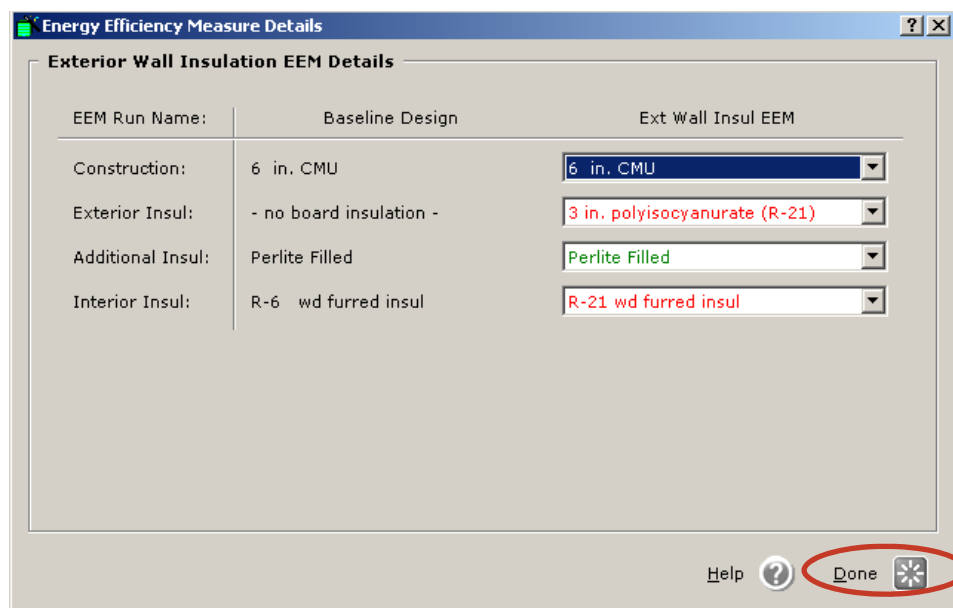 Energy Efficiency Measure Details
Exterior Wall Insulation EEM Details
EEM Run Name: Baseline Design Ext Wall Insul EEM
Construction: 6 in. CMU 6 in. CMU
Exterior Insul: - no board insulation - 3 in. polyisocyanurate (R-21)
Additional Insul: Perlite Filled Perlite Filled
Interior Insul: R-6 wd furred insul R-21 wd furred insul
Help ? Done